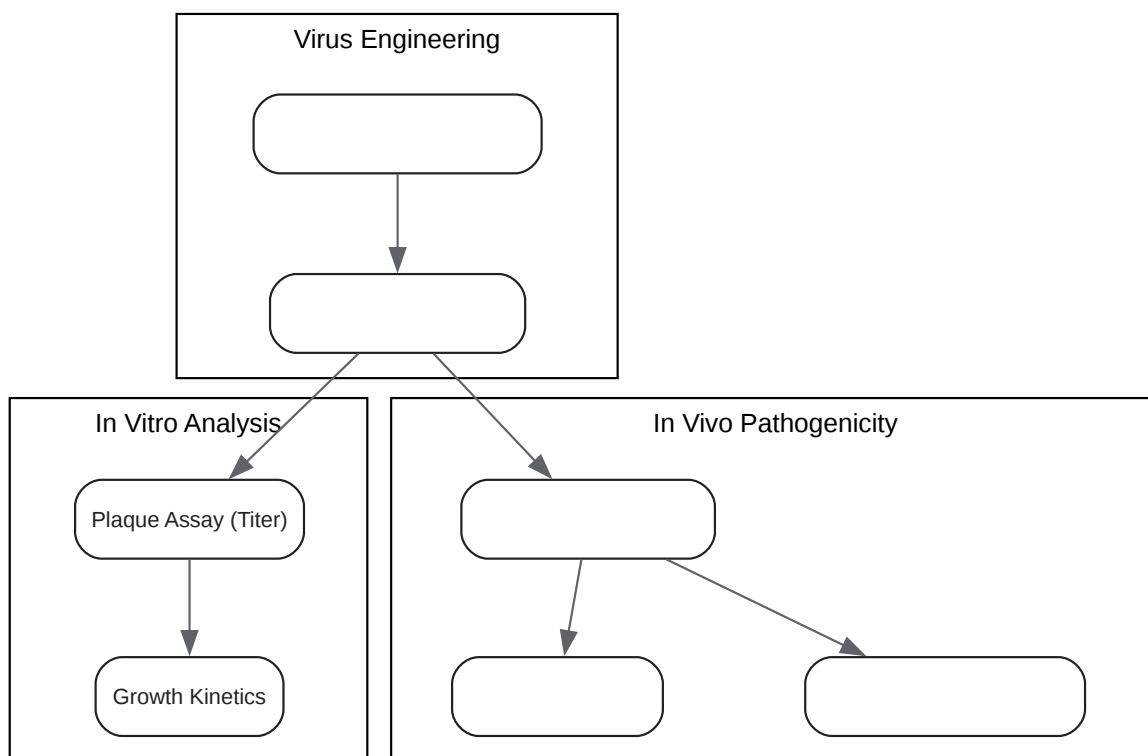 Virus Engineering
In Vitro Analysis
In Vivo Pathogenicity
Plaque Assay (Titer)
Growth Kinetics